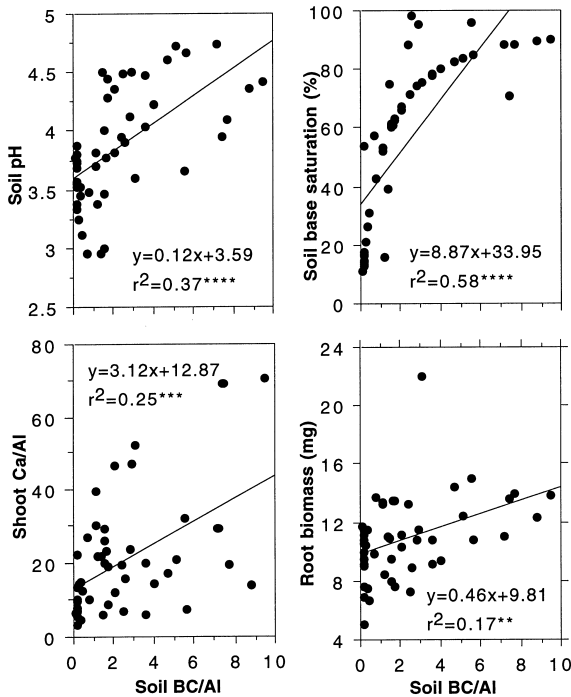 5
4.5
4
3.5
3
2.5
Soil pH
y=0.12x+3.59
r2=0.37****
100
80
60
40
20
0
Soil base saturation (%)
y=8.87x+33.95
r2=0.58****
80
60
40
20
0
Shoot Ca/Al
y=3.12x+12.87
r2=0.25***
0 2 4 6 8 10
Soil BC/Al
24
20
16
12
8
4
Root biomass (mg)
y=0.46x+9.81
r2=0.17**
0 2 4 6 8 10
Soil BC/Al